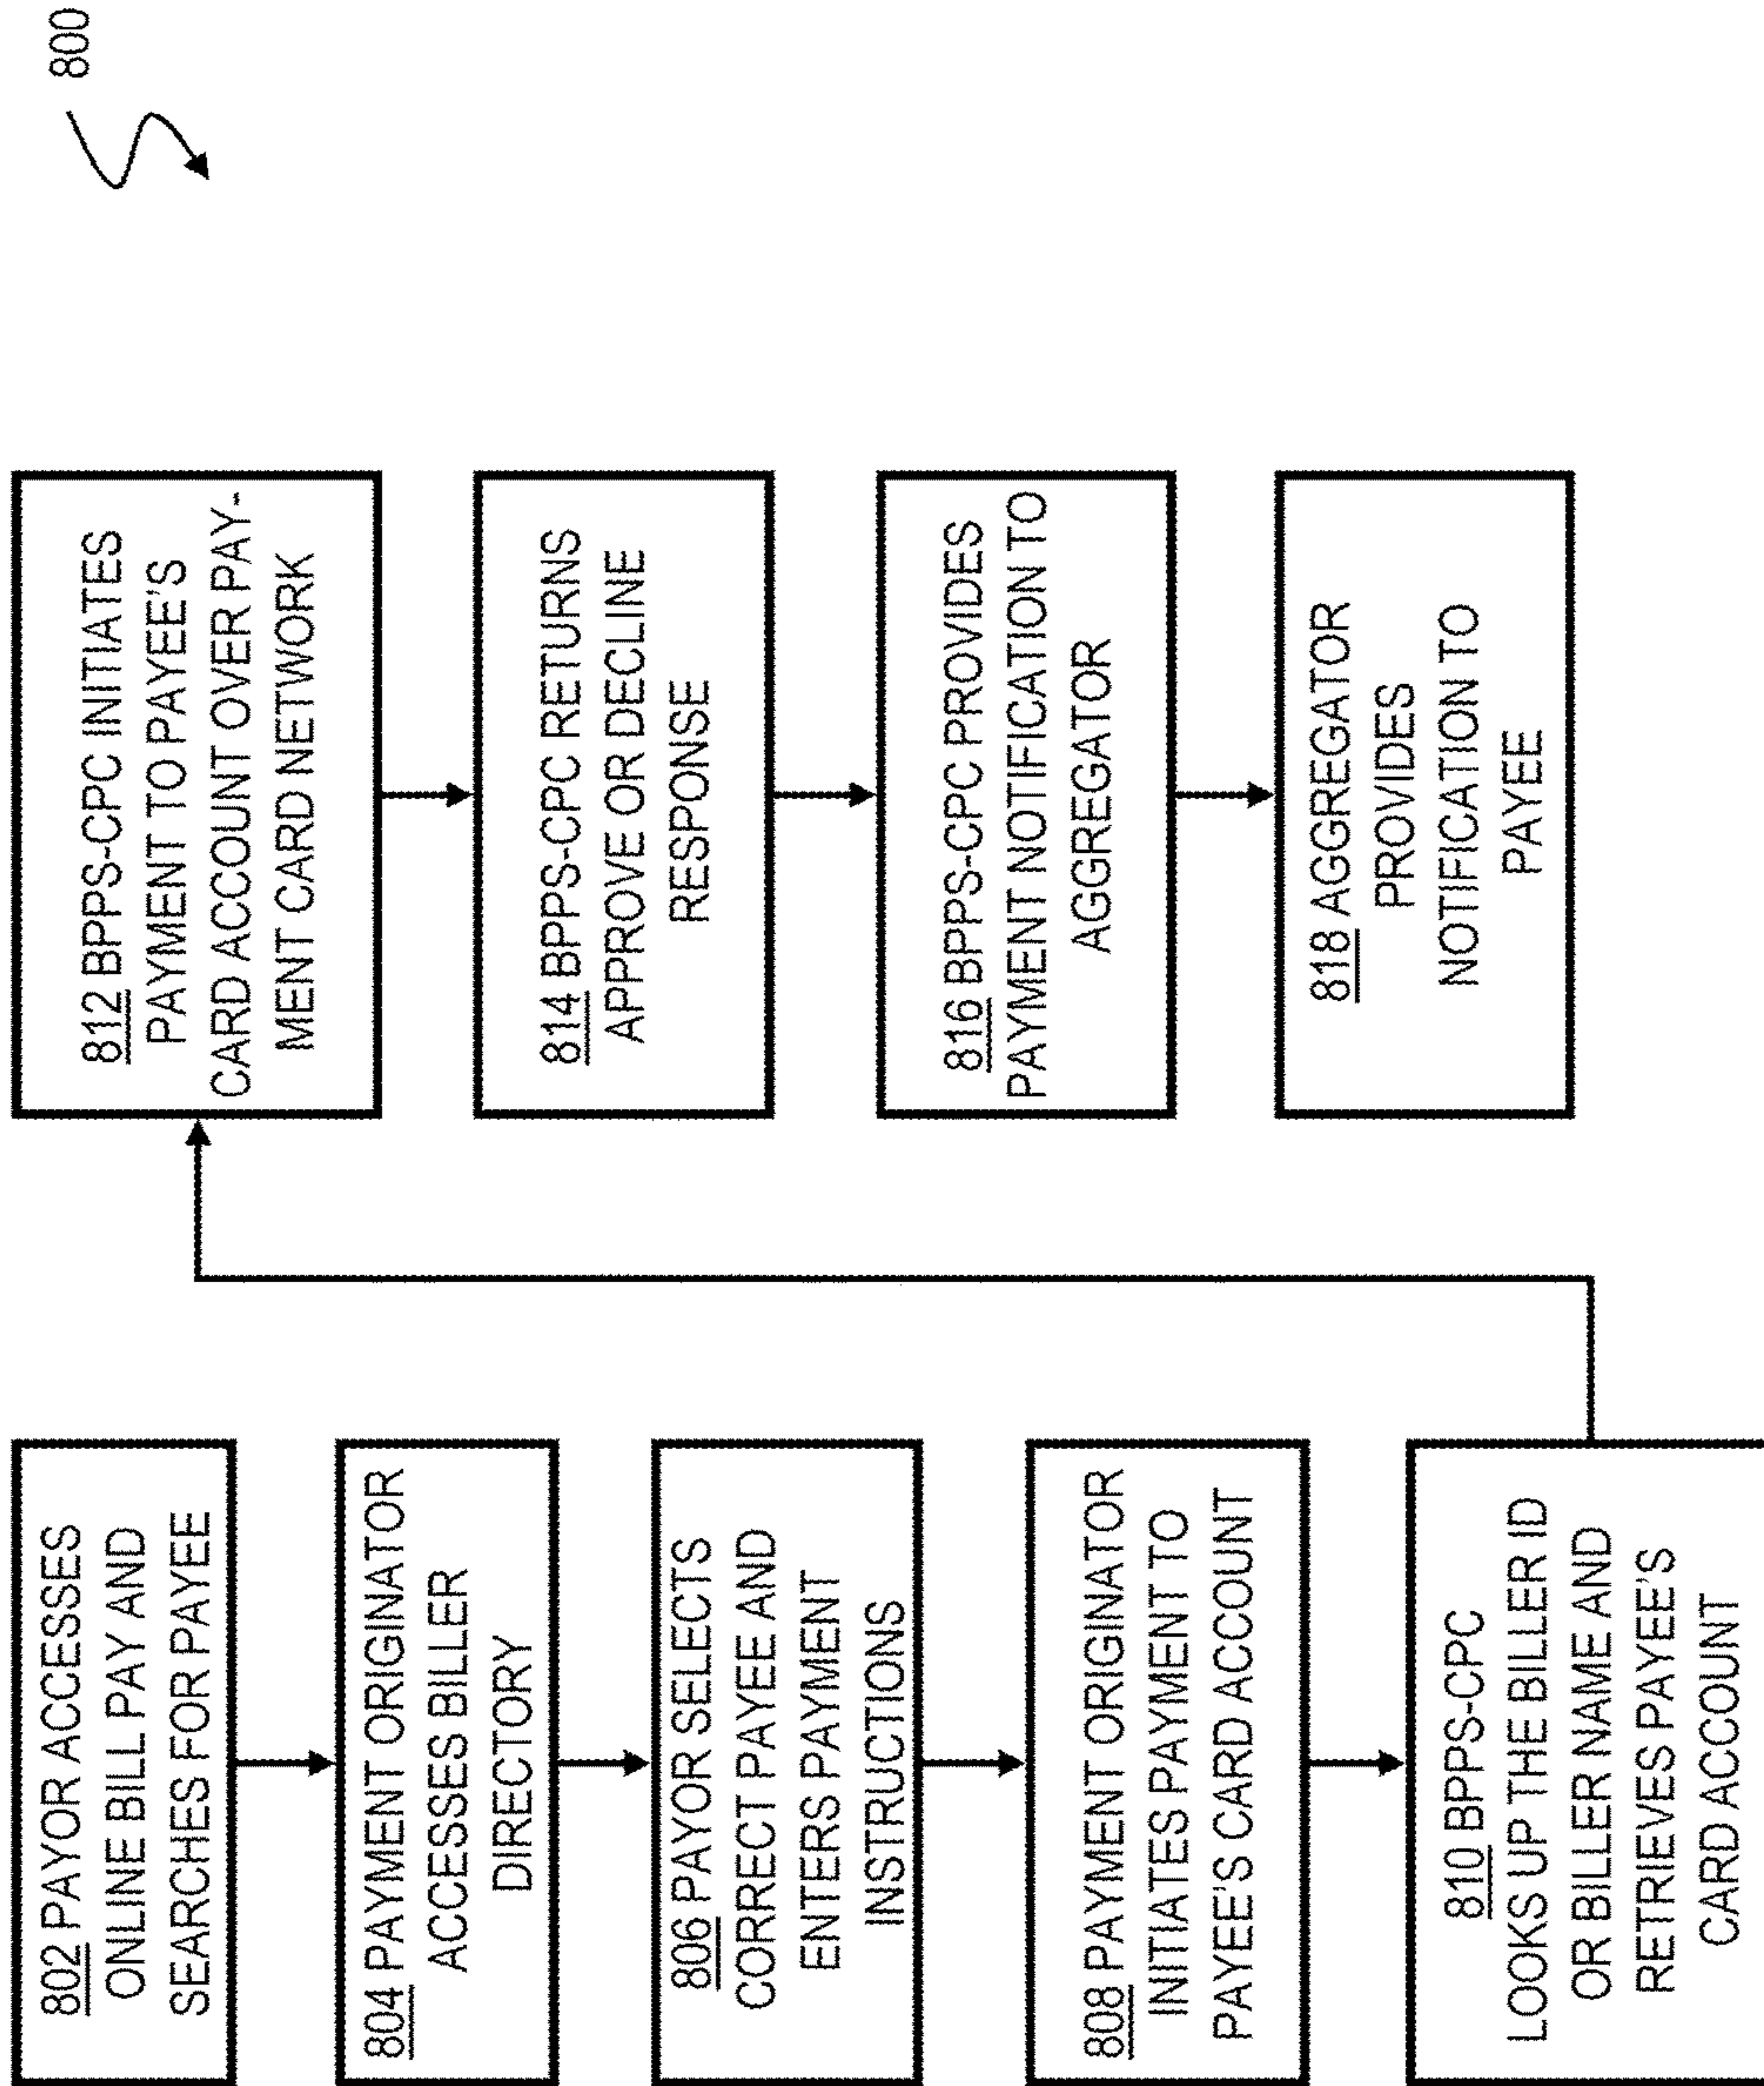 800
802 PAYOR ACCESSES
ONLINE BILL PAY AND
SEARCHES FOR PAYEE
804 PAYMENT ORIGINATOR
ACCESSES BILLER
DIRECTORY
806 PAYOR SELECTS
CORRECT PAYEE AND
ENTERS PAYMENT
INSTRUCTIONS
808 PAYMENT ORIGINATOR
INITIATES PAYMENT TO
PAYEE'S CARD ACCOUNT
810 BPPS-CPC
LOOKS UP THE BILLER ID
OR BILLER NAME AND
RETRIEVES PAYEE'S
CARD ACCOUNT
812 BPPS-CPC INITIATES
PAYMENT TO PAYEE'S
CARD ACCOUNT OVER PAY-
MENT CARD NETWORK
814 BPPS-CPC RETURNS
APPROVE OR DECLINE
RESPONSE
816 BPPS-CPC PROVIDES
PAYMENT NOTIFICATION TO
AGGREGATOR
818 AGGREGATOR
PROVIDES
NOTIFICATION TO
PAYEE